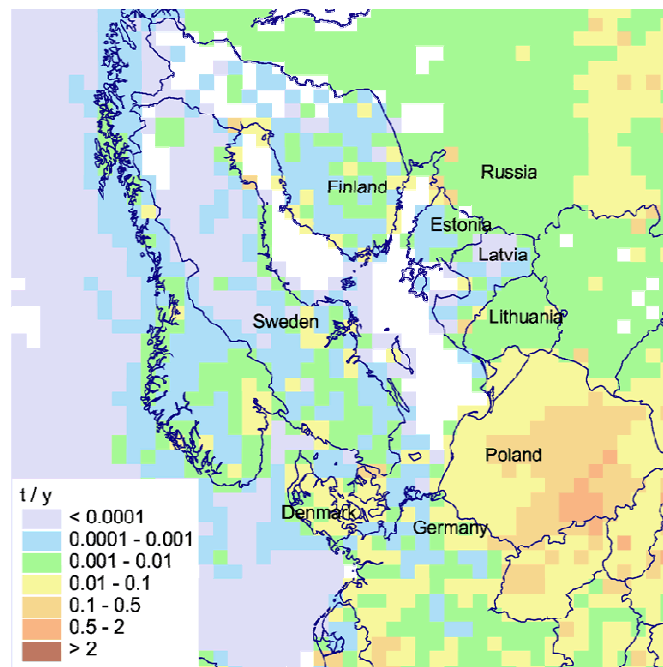 Russia
Finland
Estonia
Latvia
Lithuania
Sweden
Poland
Denmark
Germany
t / y
< 0.0001
0.0001 - 0.001
0.001 - 0.01
0.01 - 0.1
0.1 - 0.5
0.5 - 2
> 2